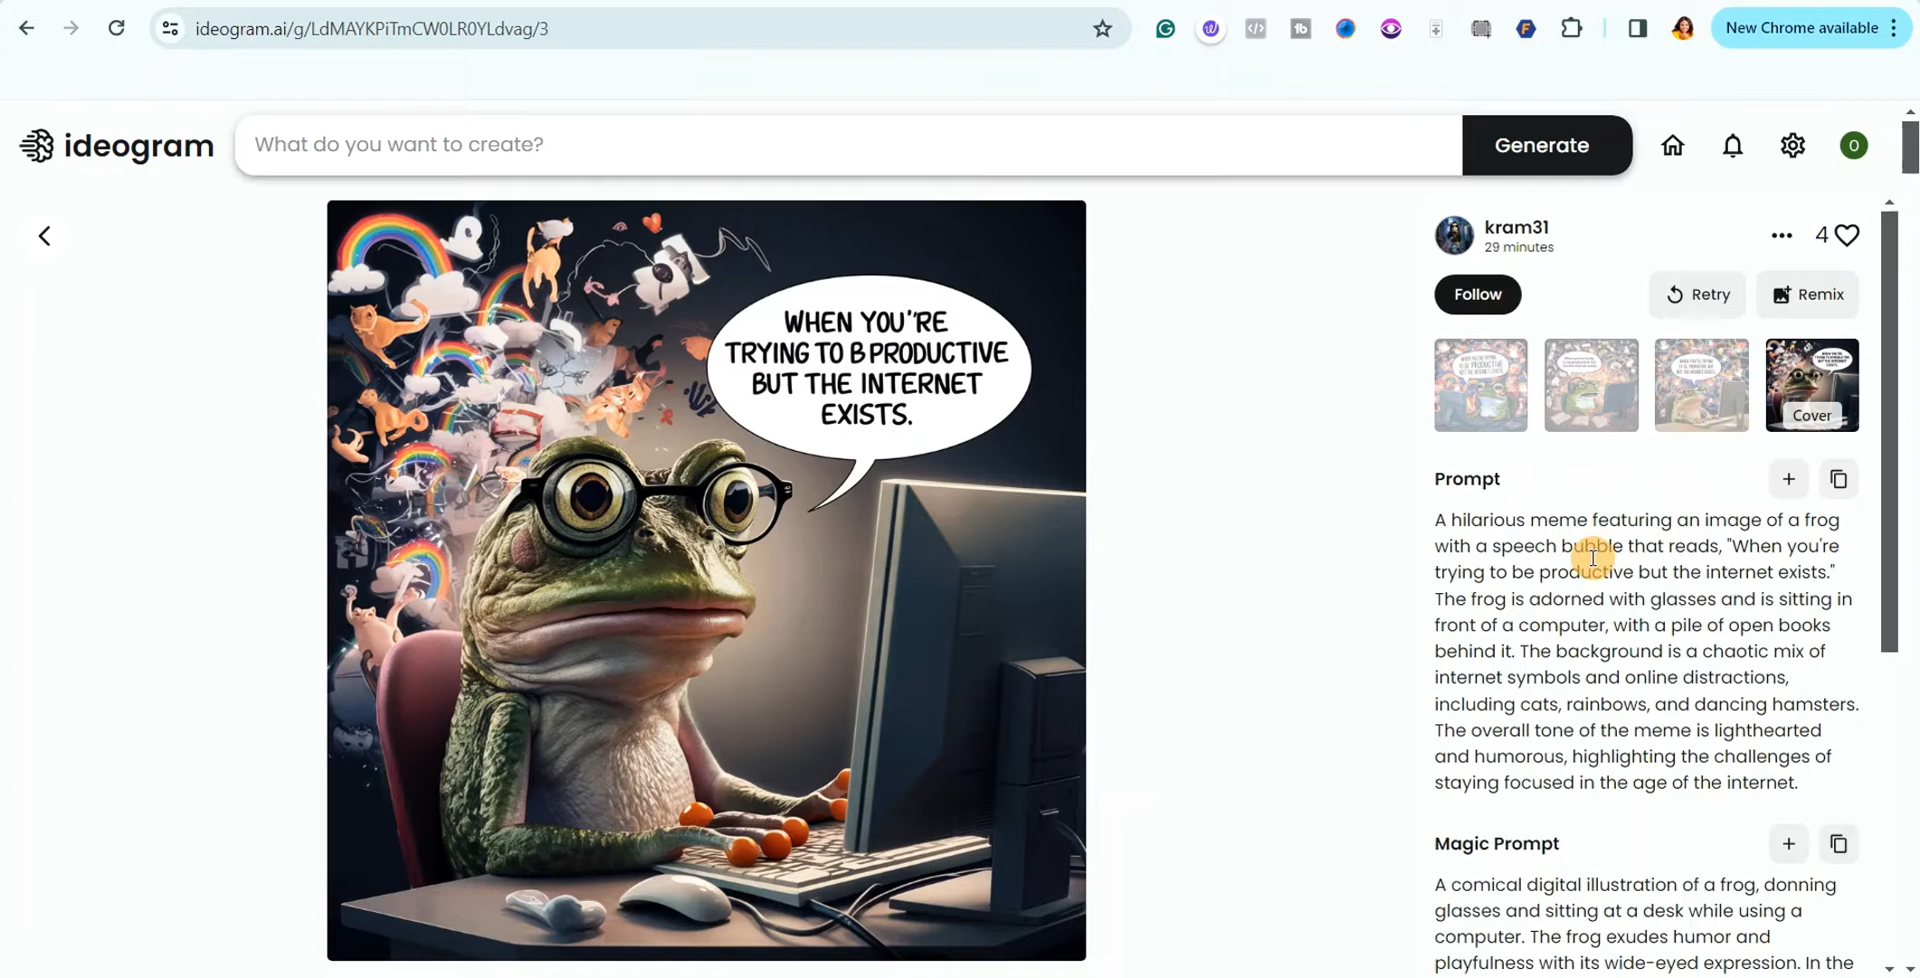 ideogram.ai/g/LdMAYKPiTmCW0LR0YLdvag/3
New Chrome available
ideogram
What do you want to create?
Generate
O
WHEN YOU'RE
TRYING TO B PRODUCTIVE
BUT THE INTERNET
EXISTS.
kram31
29 minutes
4
Follow
Retry
Remix
Cover
Prompt
A hilarious meme featuring an image of a frog
with a speech bubble that reads, "When you're
trying to be productive but the internet exists."
The frog is adorned with glasses and is sitting in
front of a computer, with a pile of open books
behind it. The background is a chaotic mix of
internet symbols and online distractions,
including cats, rainbows, and dancing hamsters.
The overall tone of the meme is lighthearted
and humorous, highlighting the challenges of
staying focused in the age of the internet.
Magic Prompt
A comical digital illustration of a frog, donning
glasses and sitting at a desk while using a
computer. The frog exudes humor and
playfulness with its wide-eyed expression. In the